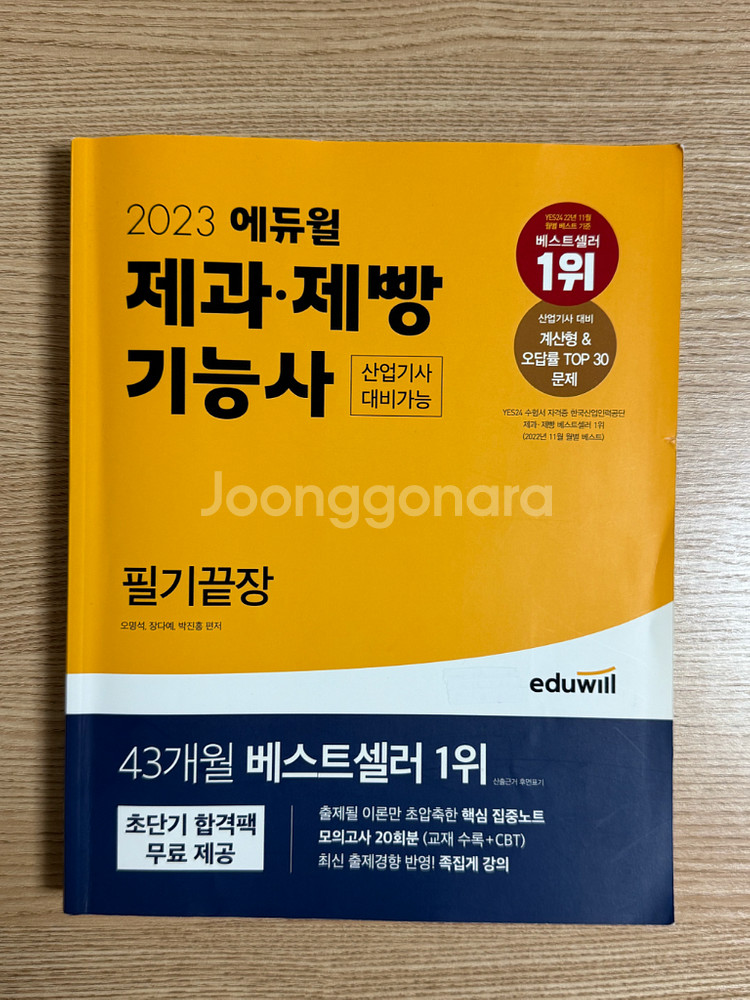 2023 에듀윌
제과·제빵
기능사
산업기사
대비가능
YES24 22년 11월
월별 베스트 기준
베스트셀러
1위
산업기사 대비
계산형 &
오답률 TOP 30
문제
YES24 수험서 자격증 한국산업인력공단
제과·제빵 베스트셀러 1위
(2022년 11월 월별 베스트)
Joonggonara
필기끝장
오명석, 장다예, 박진홍 편저
eduwill
43개월 베스트셀러 1위
산출근거 후면표기
초단기 합격팩
무료 제공
출제될 이론만 초압축한 핵심 집중노트
모의고사 20회분 (교재 수록+CBT)
최신 출제경향 반영! 족집게 강의